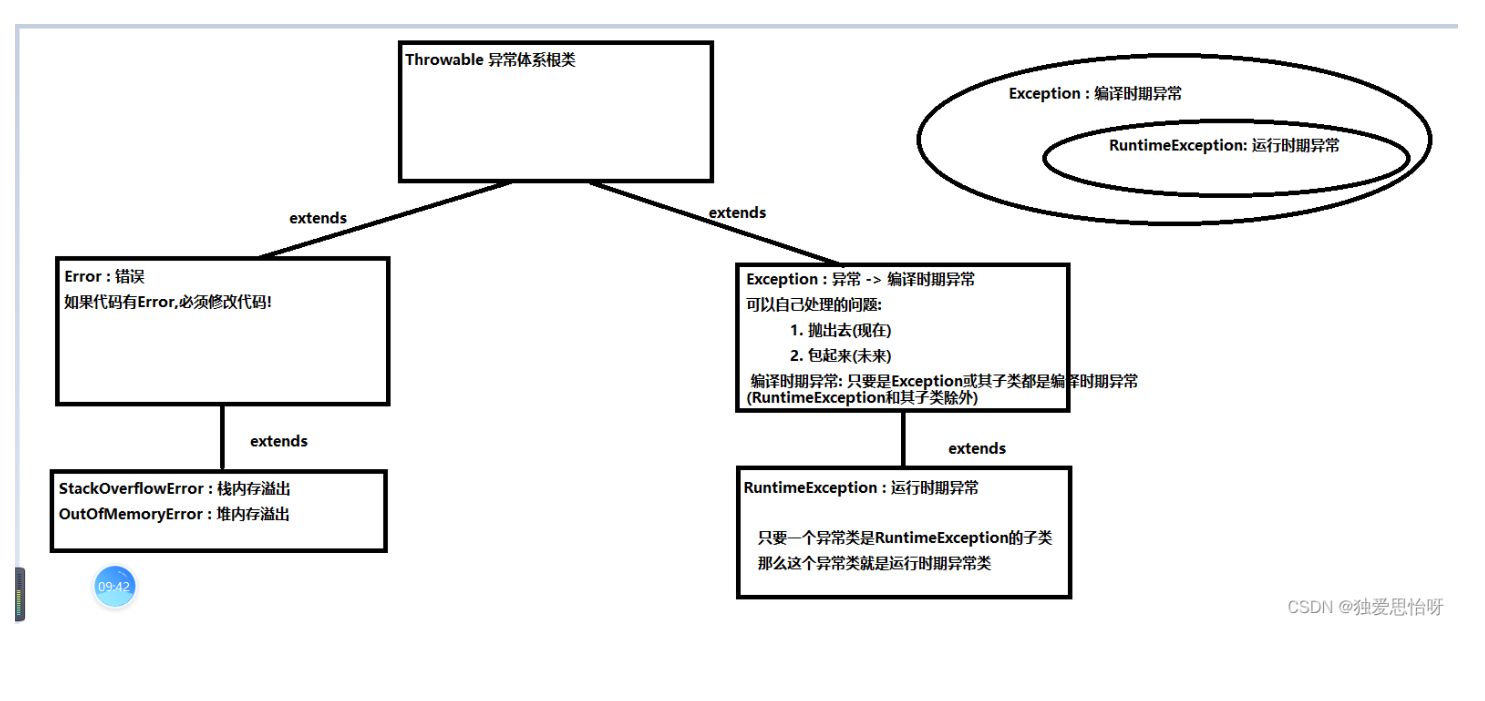 Throwable 异常体系根类
Exception : 编译时期异常
RuntimeException: 运行时期异常
extends
extends
Error : 错误
如果代码有Error,必须修改代码!
Exception : 异常 -> 编译时期异常
可以自己处理的问题:
1. 抛出去(现在)
2. 包起来(未来)
编译时期异常: 只要是Exception或其子类都是编译时期异常
(RuntimeException和其子类除外)
extends
extends
StackOverflowError : 栈内存溢出
OutOfMemoryError : 堆内存溢出
RuntimeException : 运行时期异常
只要一个异常类是RuntimeException的子类
那么这个异常类就是运行时期异常类
09:42
CSDN @独爱思怡呀